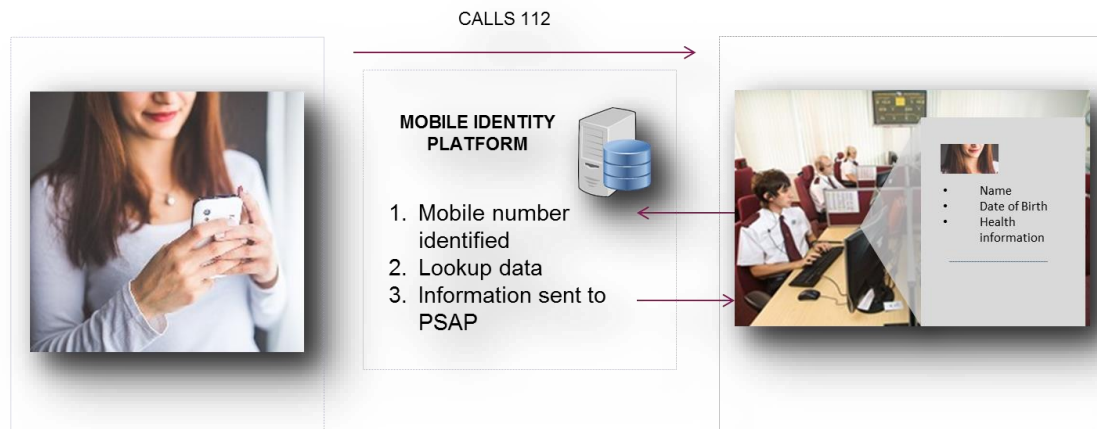 CALLS 112
MOBILE IDENTITY
PLATFORM
1. Mobile number
identified
2. Lookup data
3. Information sent to
PSAP
• Name
• Date of Birth
• Health
information